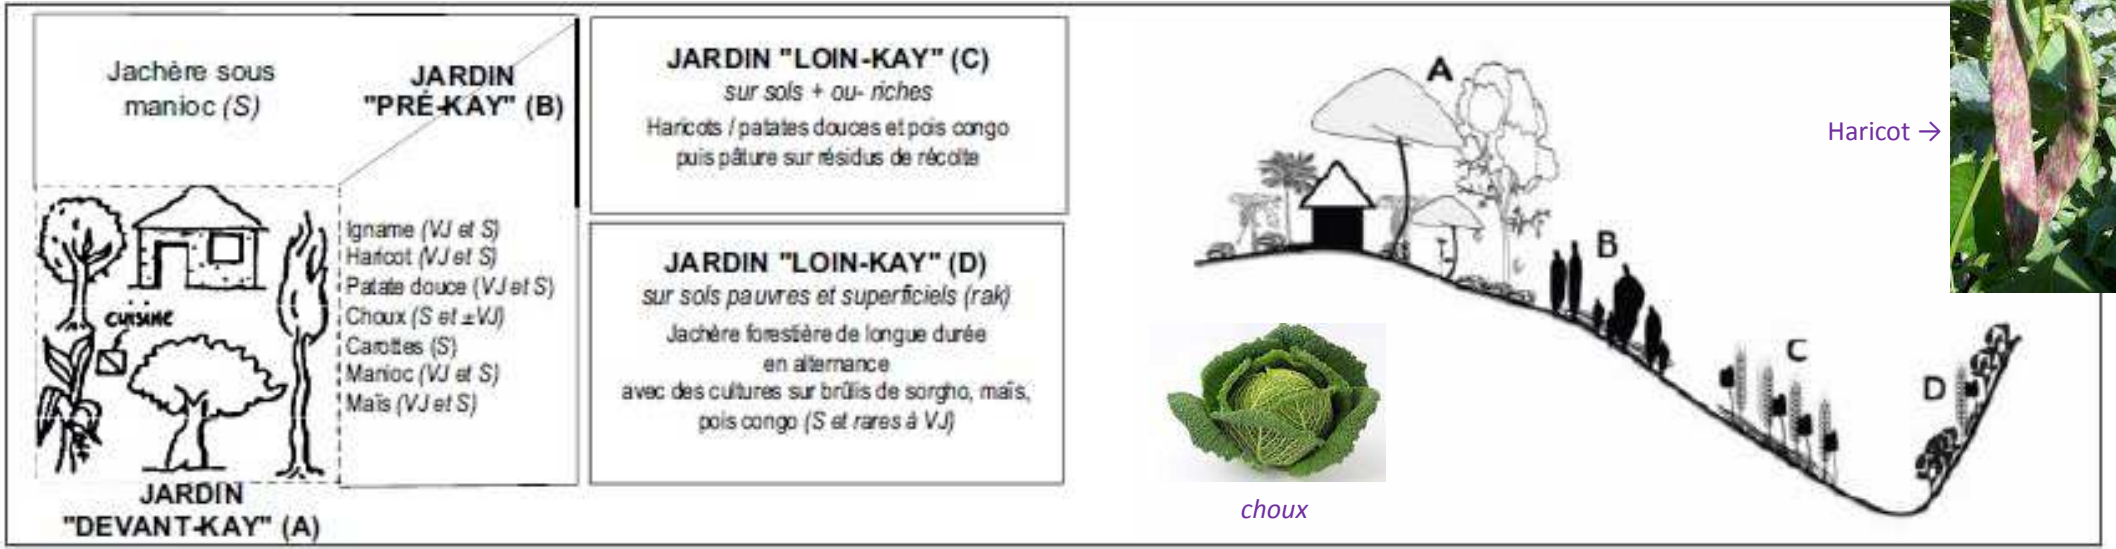 Jachère sous
manioc (S)
JARDIN
"PRÉ-KAY" (B)
Igname (VJ et S)
Haricot (VJ et S)
Patate douce (VJ et S)
Choux (S et ±VJ)
Carottes (S)
Manioc (VJ et S)
Maïs (VJ et S)
CUISINE
JARDIN
"DEVANT-KAY" (A)
JARDIN "LOIN-KAY" (C)
sur sols + ou- riches
Haricots / patates douces et pois congo
puis pâture sur résidus de récolte
JARDIN "LOIN-KAY" (D)
sur sols pauvres et superficiels (rak)
Jachère forestière de longue durée
en alternance
avec des cultures sur brûlis de sorgho, maïs,
pois congo (S et rares à VJ)
A
B
C
D
Haricot →
choux